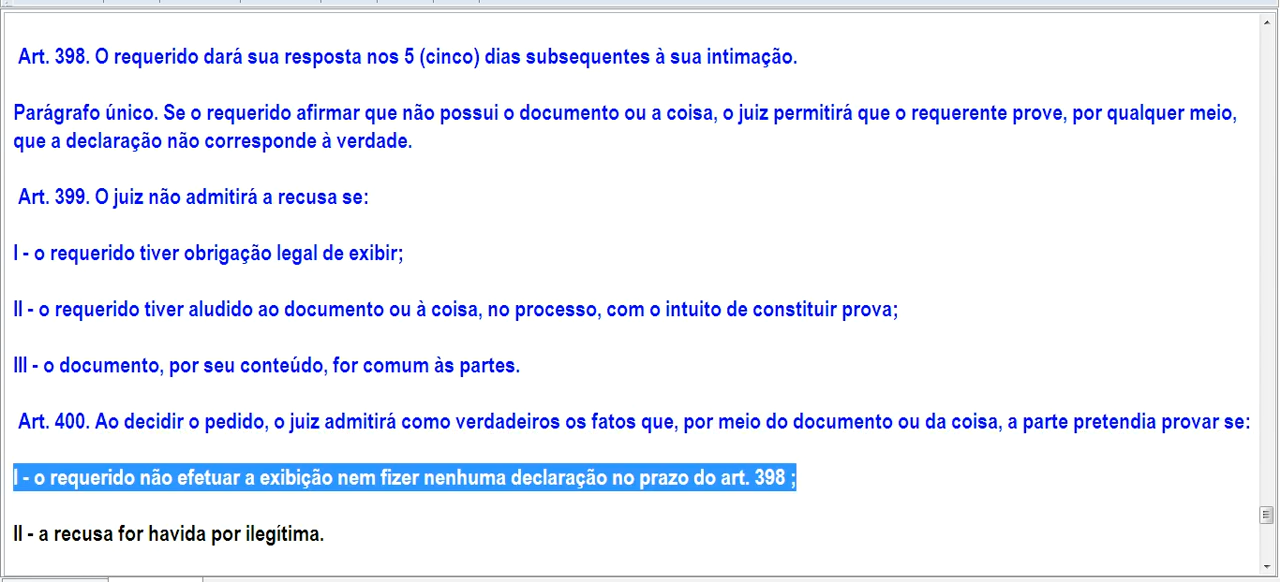 Art. 398. O requerido dará sua resposta nos 5 (cinco) dias subsequentes à sua intimação.
Parágrafo único. Se o requerido afirmar que não possui o documento ou a coisa, o juiz permitirá que o requerente prove, por qualquer meio,
que a declaração não corresponde à verdade.
Art. 399. O juiz não admitirá a recusa se:
I - o requerido tiver obrigação legal de exibir;
II - o requerido tiver aludido ao documento ou à coisa, no processo, com o intuito de constituir prova;
III - o documento, por seu conteúdo, for comum às partes.
Art. 400. Ao decidir o pedido, o juiz admitirá como verdadeiros os fatos que, por meio do documento ou da coisa, a parte pretendia provar se:
I - o requerido não efetuar a exibição nem fizer nenhuma declaração no prazo do art. 398 ;
II - a recusa for havida por ilegítima.